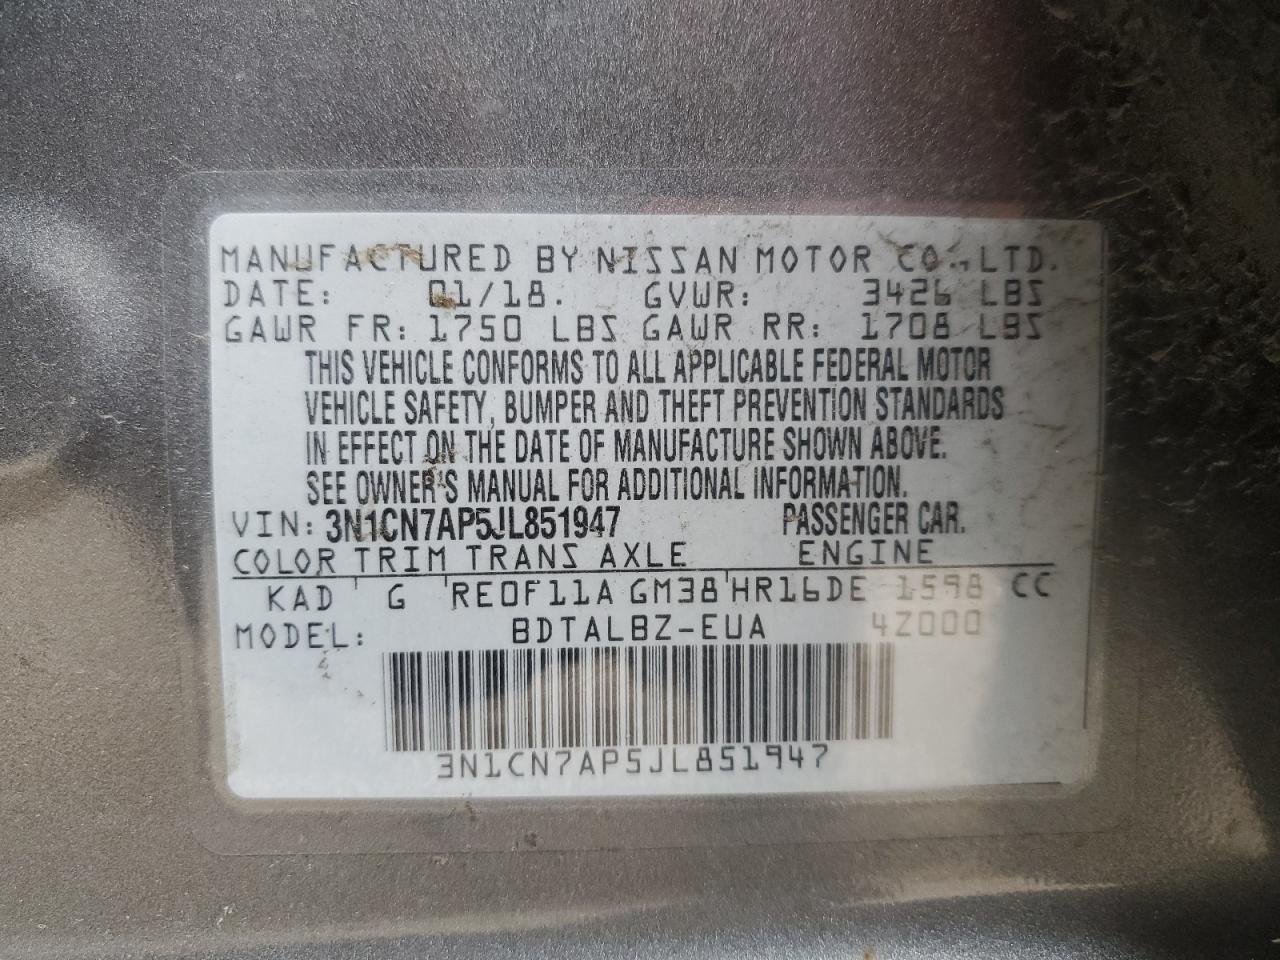 MANUFACTURED BY NISSAN MOTOR CO.,LTD.
DATE: 01/18. GVWR: 3426 LBS
GAWR FR: 1750 LBS GAWR RR: 1708 LBS
THIS VEHICLE CONFORMS TO ALL APPLICABLE FEDERAL MOTOR
VEHICLE SAFETY, BUMPER AND THEFT PREVENTION STANDARDS
IN EFFECT ON THE DATE OF MANUFACTURE SHOWN ABOVE.
SEE OWNER'S MANUAL FOR ADDITIONAL INFORMATION.
VIN: 3N1CN7AP5JL851947 PASSENGER CAR.
COLOR TRIM TRANS AXLE ENGINE
KAD G RE0F11A GM38 HR16DE 1598 CC
MODEL: BDTALBZ-EUA 4Z000
3N1CN7AP5JL851947